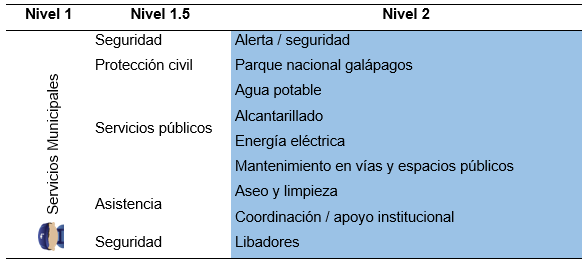 Nivel 1 Nivel 1.5 Nivel 2
Servicios Municipales
Seguridad Alerta / seguridad
Protección civil Parque nacional galápagos
Servicios públicos
Agua potable
Alcantarillado
Energía eléctrica
Mantenimiento en vías y espacios públicos
Asistencia
Aseo y limpieza
Coordinación / apoyo institucional
Seguridad Libadores